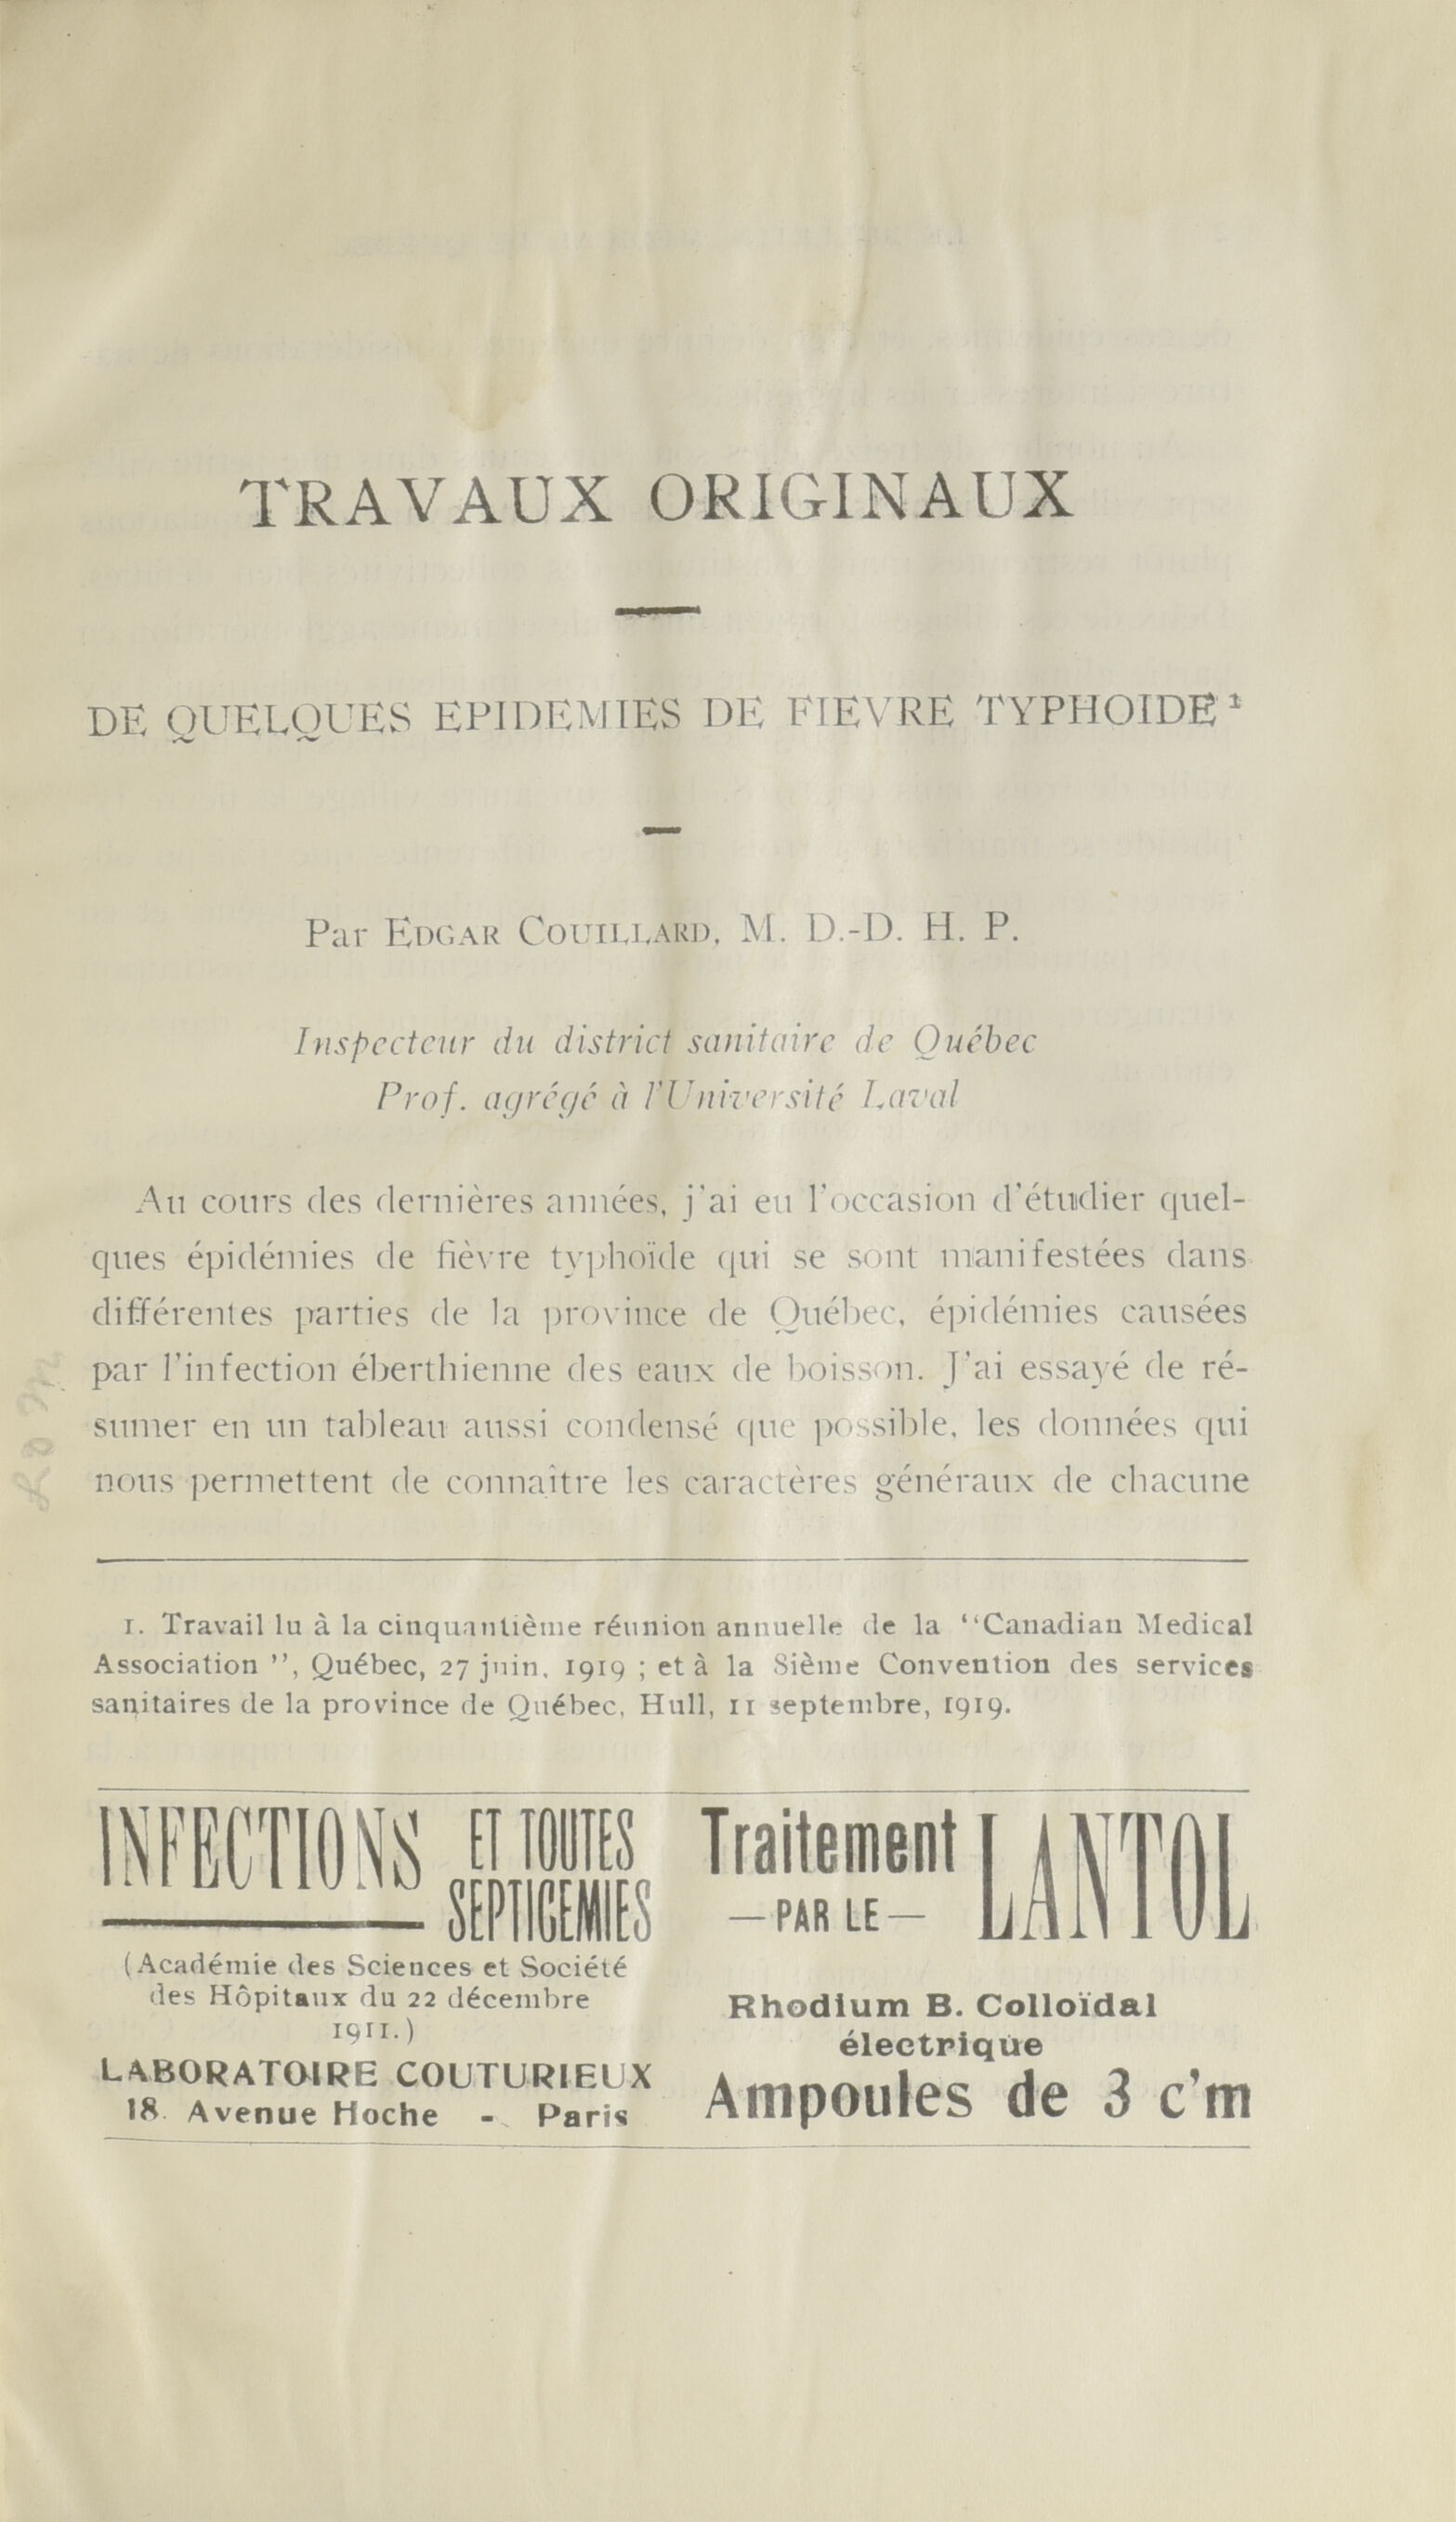 TRAVAUX ORIGINAUX
DE QUELQUES EPIDEMIES DE FIEVRE TYPHOIDE ¹
Par EDGAR COUILLARD, M. D.-D. H. P.
Inspecteur du district sanitaire de Québec
Prof. agrégé à l'Université Laval
Au cours des dernières années, j'ai eu l'occasion d'étudier quel-
ques épidémies de fièvre typhoïde qui se sont manifestées dans
différentes parties de la province de Québec, épidémies causées
par l'infection éberthienne des eaux de boisson. J'ai essayé de ré-
sumer en un tableau aussi condensé que possible, les données qui
nous permettent de connaître les caractères généraux de chacune
1. Travail lu à la cinquantième réunion annuelle de la "Canadian Medical
Association ", Québec, 27 juin, 1919 ; et à la 8ième Convention des services
sanitaires de la province de Québec, Hull, 11 septembre, 1919.
INFECTIONS ET TOUTES
SEPTICEMIES
(Académie des Sciences et Société
des Hôpitaux du 22 décembre
1911.)
LABORATOIRE COUTURIEUX
18. Avenue Hoche - Paris
Traitement
— PAR LE —
LANTOL
Rhodium B. Colloïdal
électrique
Ampoules de 3 c'm